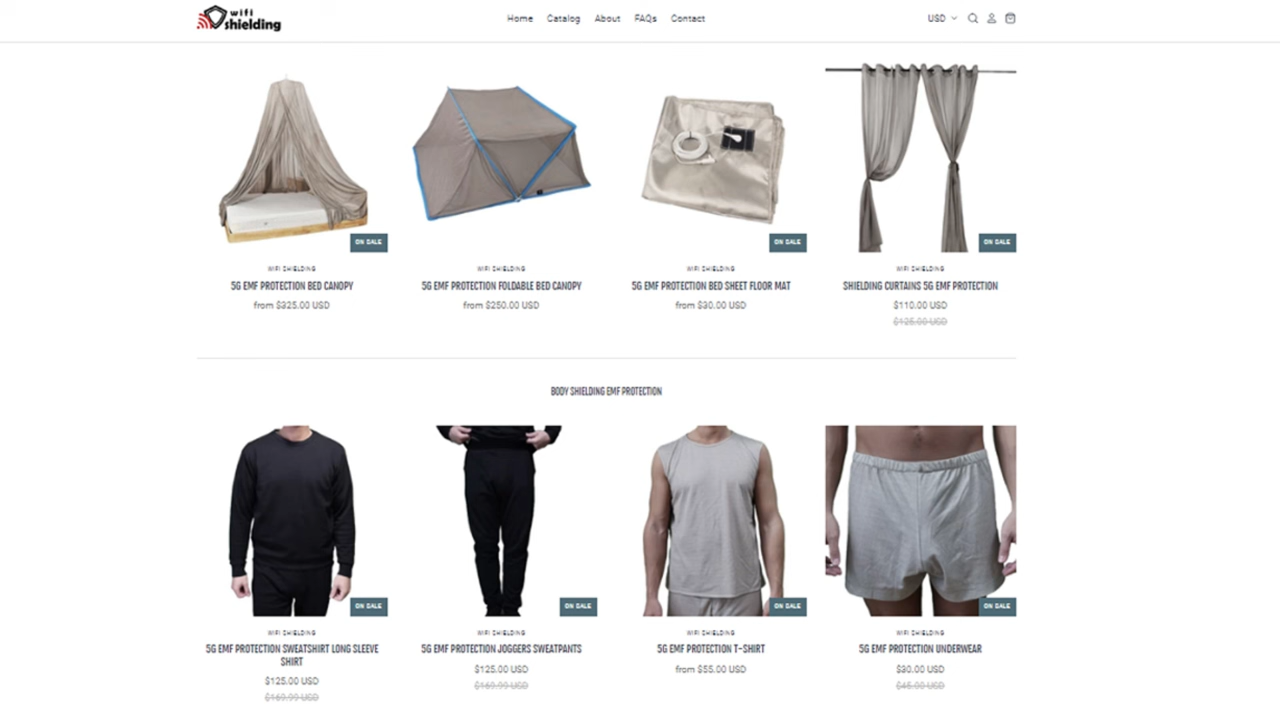 wifi
shielding
Home Catalog About FAQs Contact
USD
ON SALE
ON SALE
ON SALE
WIFI SHIELDING
5G EMF PROTECTION BED CANOPY
from $325.00 USD
WIFI SHIELDING
5G EMF PROTECTION FOLDABLE BED CANOPY
from $250.00 USD
WIFI SHIELDING
5G EMF PROTECTION BED SHEET FLOOR MAT
from $30.00 USD
WIFI SHIELDING
SHIELDING CURTAINS 5G EMF PROTECTION
$110.00 USD
$125.00 USD
BODY SHIELDING EMF PROTECTION
ON SALE
ON SALE
ON SALE
ON SALE
WIFI SHIELDING
5G EMF PROTECTION SWEATSHIRT LONG SLEEVE
SHIRT
$125.00 USD
$169.99 USD
WIFI SHIELDING
5G EMF PROTECTION JOGGERS SWEATPANTS
$125.00 USD
$169.99 USD
WIFI SHIELDING
5G EMF PROTECTION T-SHIRT
from $55.00 USD
WIFI SHIELDING
5G EMF PROTECTION UNDERWEAR
$30.00 USD
$45.00 USD